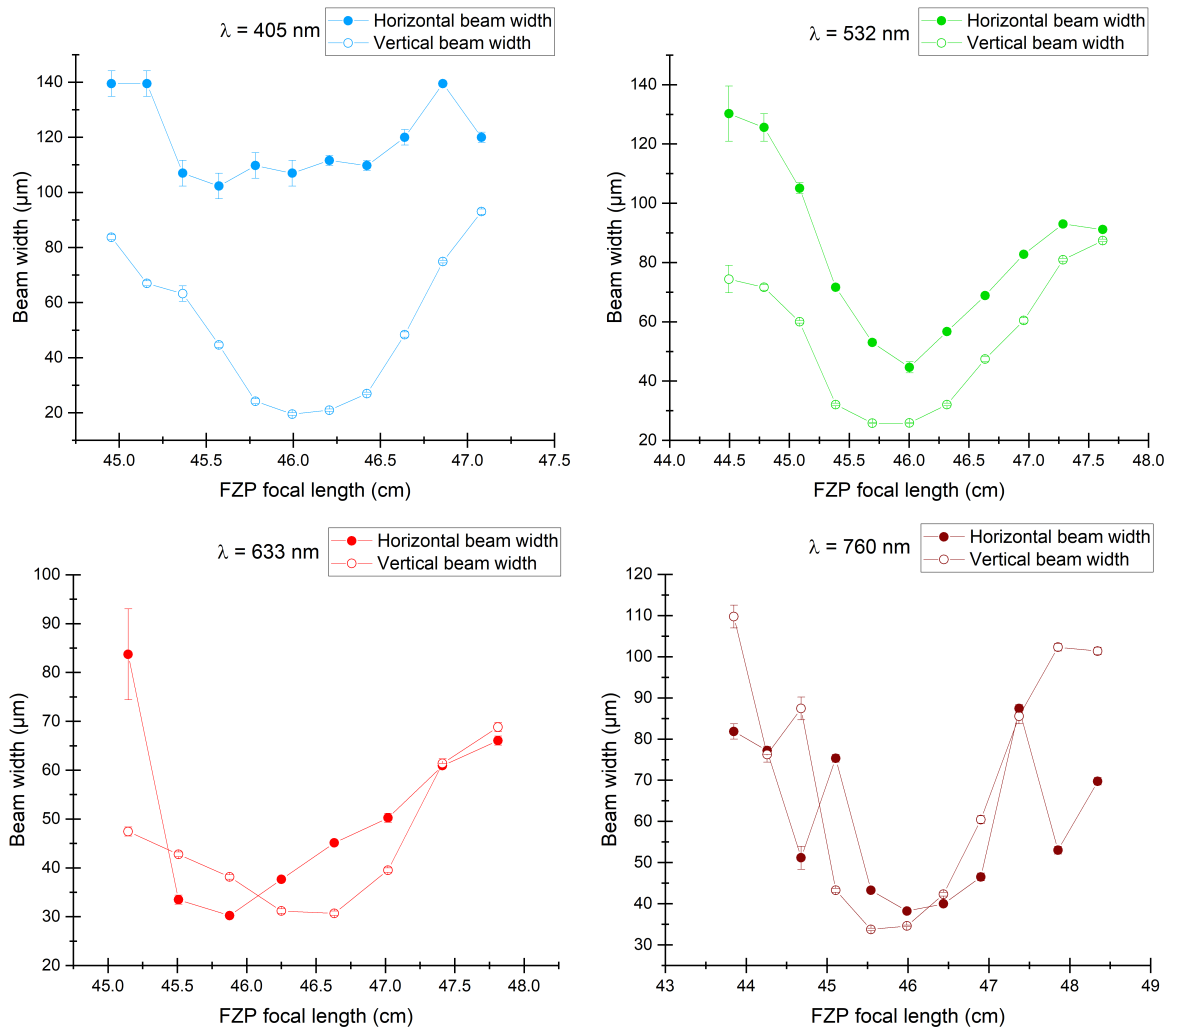 λ = 405 nm
Horizontal beam width
Vertical beam width
140
120
100
80
60
40
20
Beam width (μm)
45.0 45.5 46.0 46.5 47.0 47.5
FZP focal length (cm)
λ = 532 nm
Horizontal beam width
Vertical beam width
140
120
100
80
60
40
20
Beam width (μm)
44.0 44.5 45.0 45.5 46.0 46.5 47.0 47.5 48.0
FZP focal length (cm)
λ = 633 nm
Horizontal beam width
Vertical beam width
100
90
80
70
60
50
40
30
20
Beam width (μm)
45.0 45.5 46.0 46.5 47.0 47.5 48.0
FZP focal length (cm)
λ = 760 nm
Horizontal beam width
Vertical beam width
120
110
100
90
80
70
60
50
40
30
Beam width (μm)
43 44 45 46 47 48 49
FZP focal length (cm)